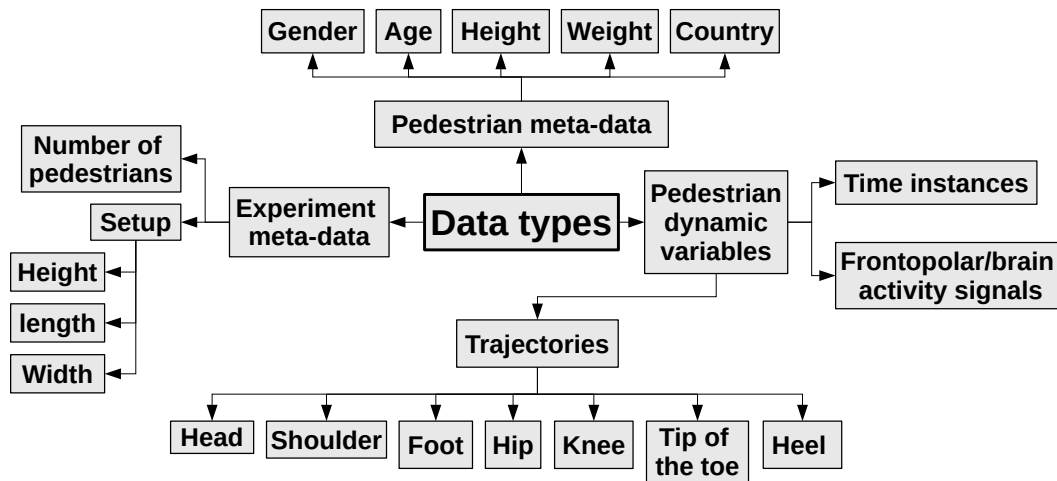 Gender
Age
Height
Weight
Country
Pedestrian meta-data
Number of
pedestrians
Setup
Experiment
meta-data
Data types
Pedestrian
dynamic
variables
Time instances
Frontopolar/brain
activity signals
Height
length
Width
Trajectories
Head
Shoulder
Foot
Hip
Knee
Tip of
the toe
Heel